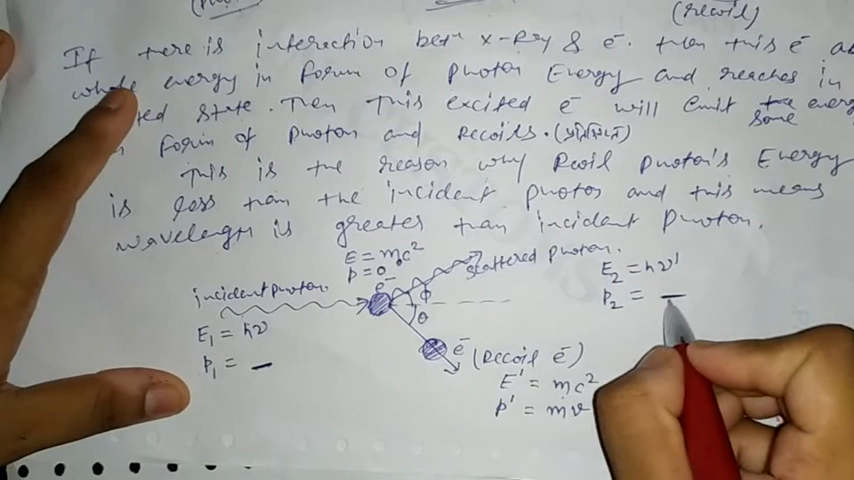 (recoil)
If there is interaction betn x-Ray & e-. then this e- ab
whole energy in form of photon Energy and reaches in
ted state. Then this excited e- will emit some energy
form of photon and Recoils.
This is the reason why Recoil photon's Energy
is less than the incident photon and this means
wavelength is greater than incident photon.
E = mc²
p = 0
e-
scattered photon.
incident photon
ϕ
θ
E₁ = hν
p₁ = —
E₂ = hν'
p₂ = —
e- (Recoil e-)
E' = mc²
p' = mv